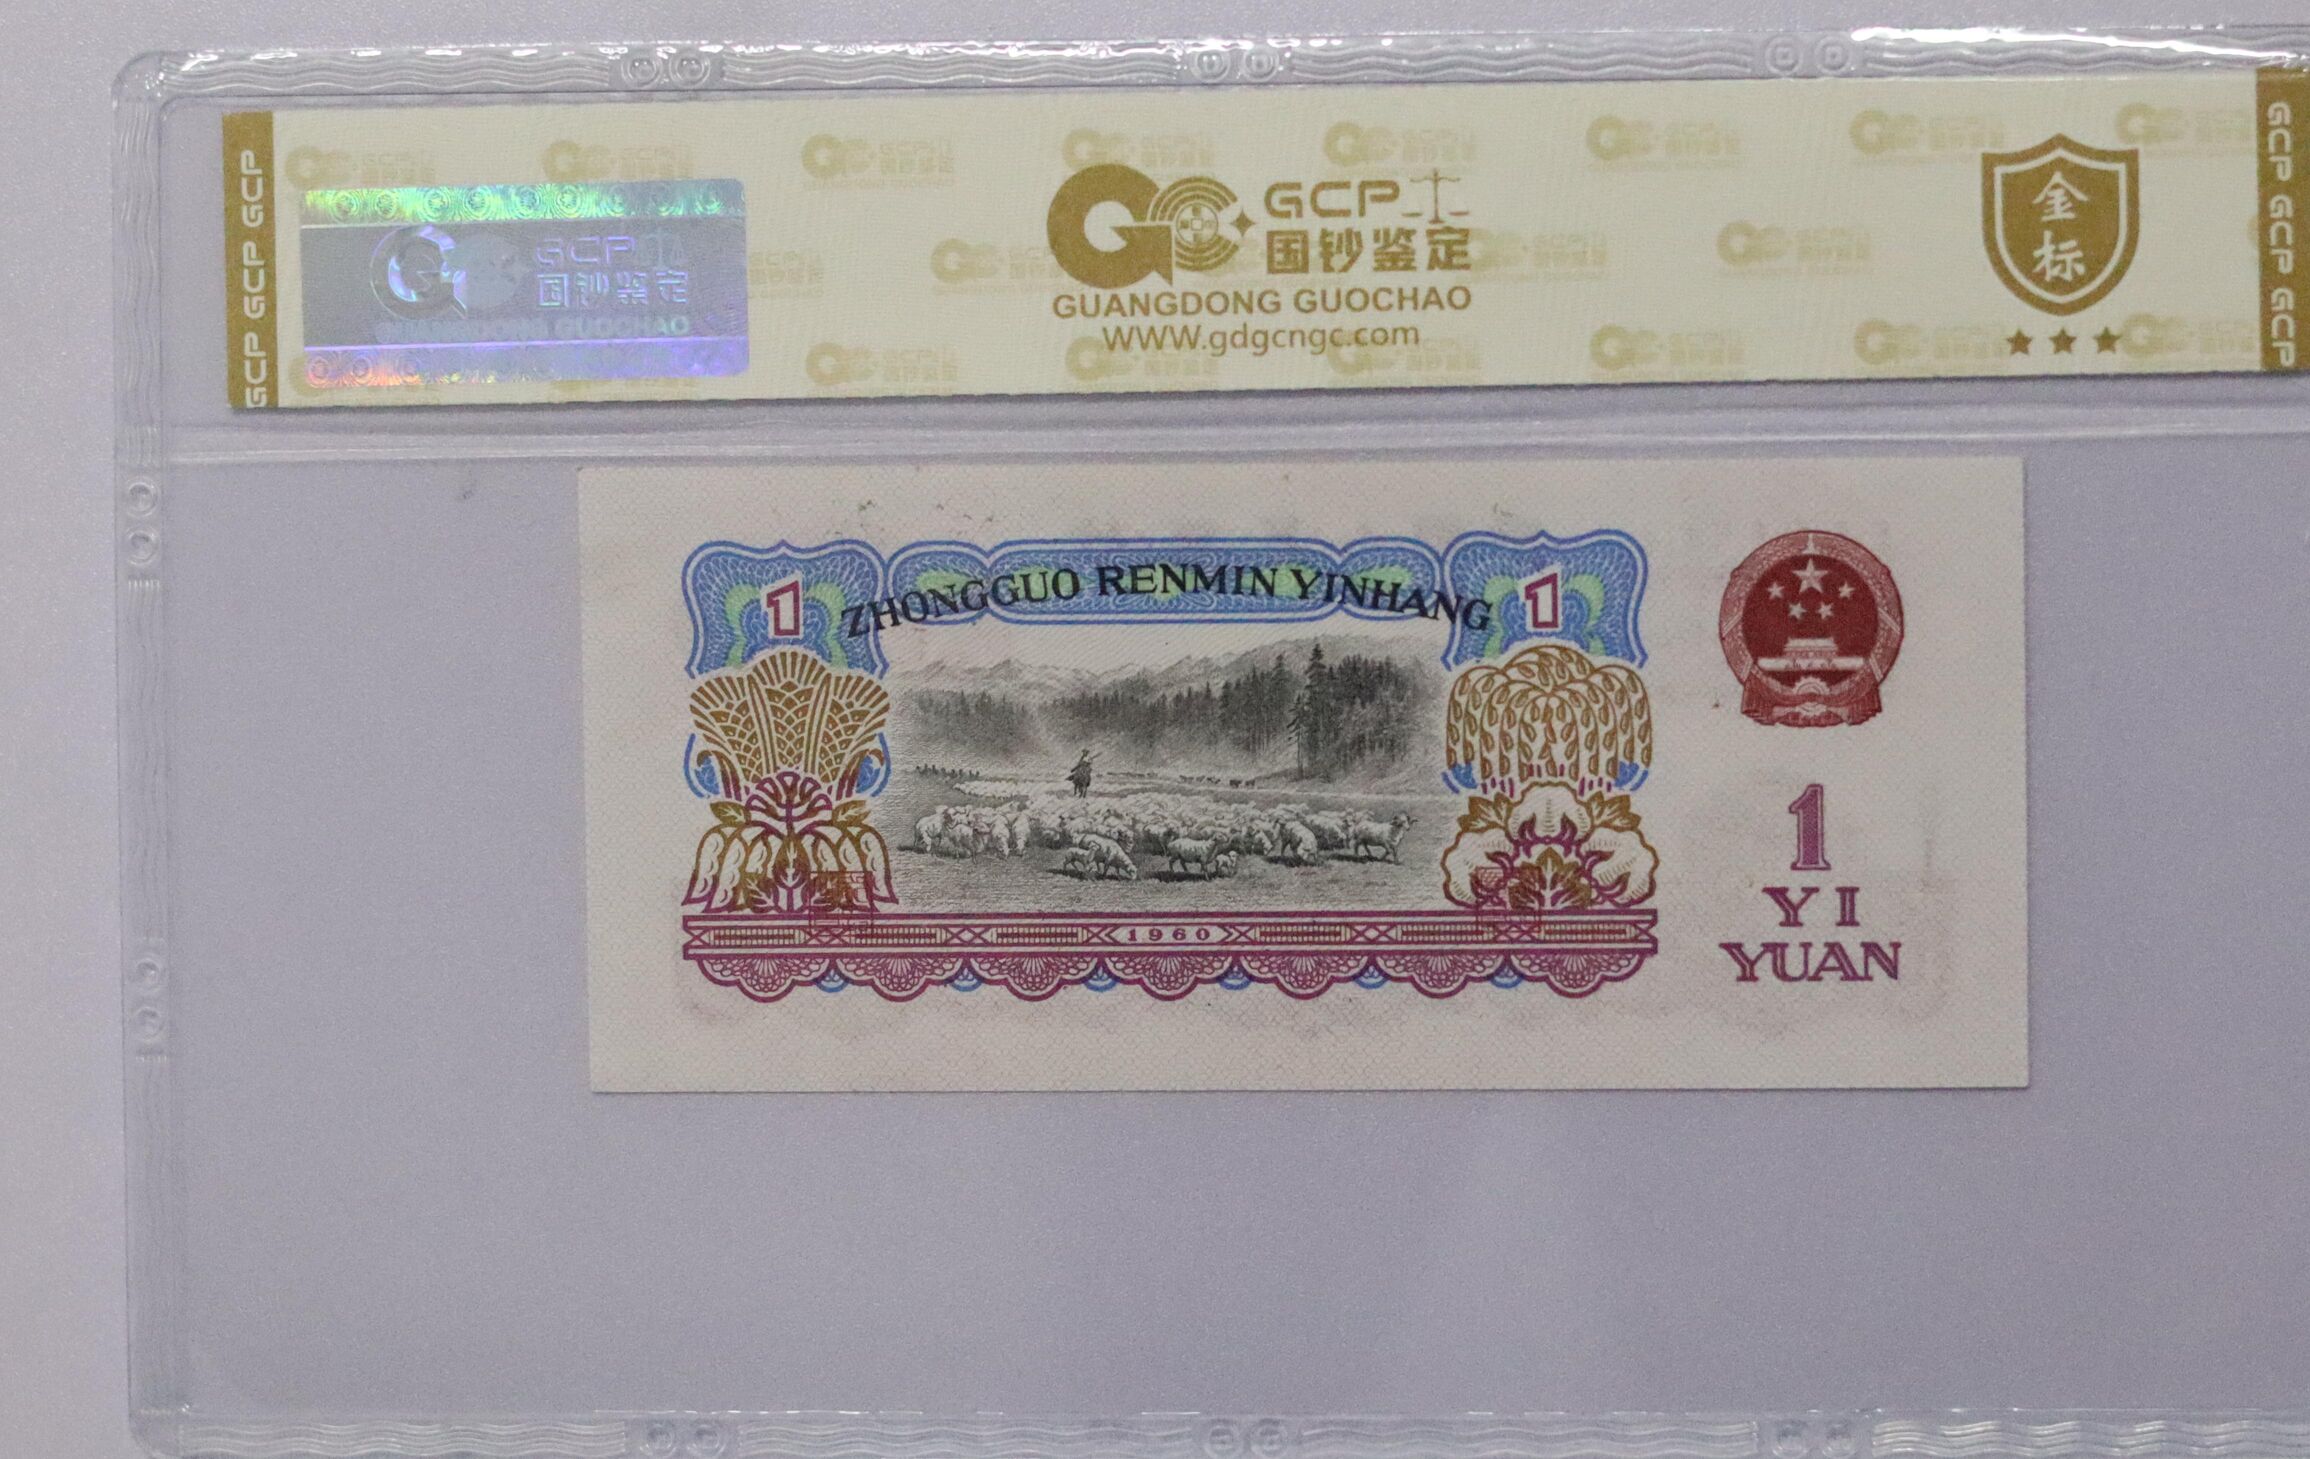 GCP GCP GCP
GCP
国钞鉴定
GUANGDONG GUOCHAO
GCP
国钞鉴定
GUANGDONG GUOCHAO
WWW.gdgcngc.com
金标
GCP GCP GCP
1
ZHONGGUO RENMIN YINHANG
1
1960
1
YI
YUAN